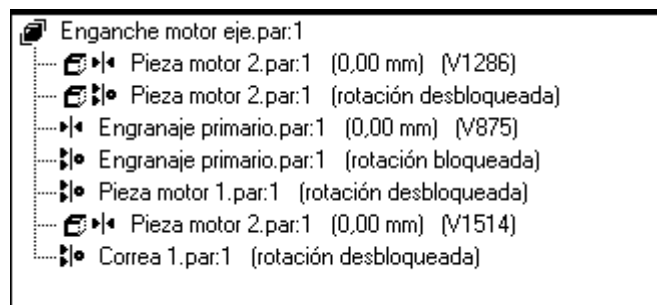 Enganche motor eje.par:1
Pieza motor 2.par:1 (0,00 mm) (V1286)
Pieza motor 2.par:1 (rotación desbloqueada)
Engranaje primario.par:1 (0,00 mm) (V875)
Engranaje primario.par:1 (rotación bloqueada)
Pieza motor 1.par:1 (rotación desbloqueada)
Pieza motor 2.par:1 (0,00 mm) (V1514)
Correa 1.par:1 (rotación desbloqueada)